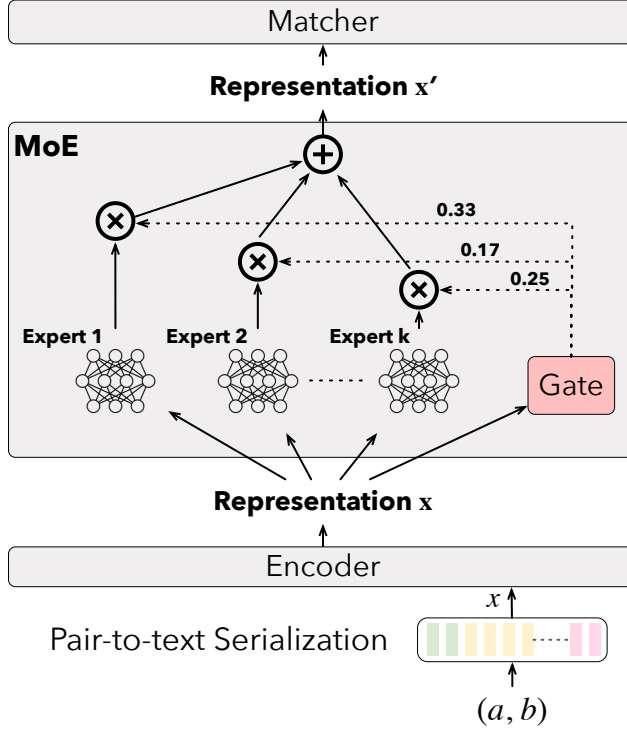 Matcher
Representation x′
MoE
0.33
0.17
0.25
Expert 1 Expert 2 Expert k
Gate
Representation x
Encoder
x
Pair-to-text Serialization
(a, b)